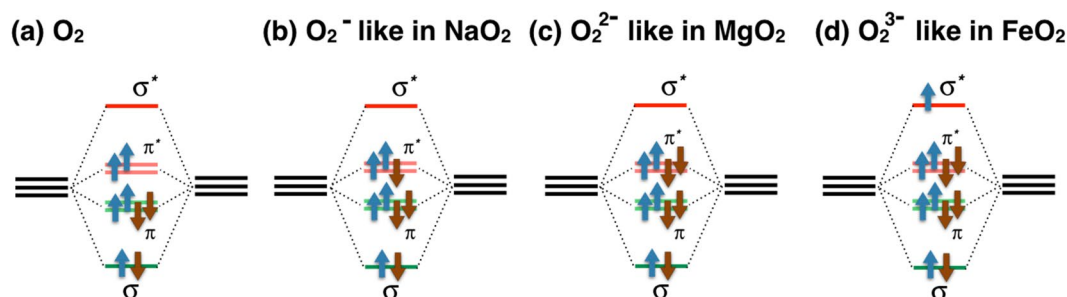 (a) O₂ (b) O₂⁻ like in NaO₂ (c) O₂²⁻ like in MgO₂ (d) O₂³⁻ like in FeO₂
σ* σ* σ* σ*
π* π* π* π*
π π π π
σ σ σ σ